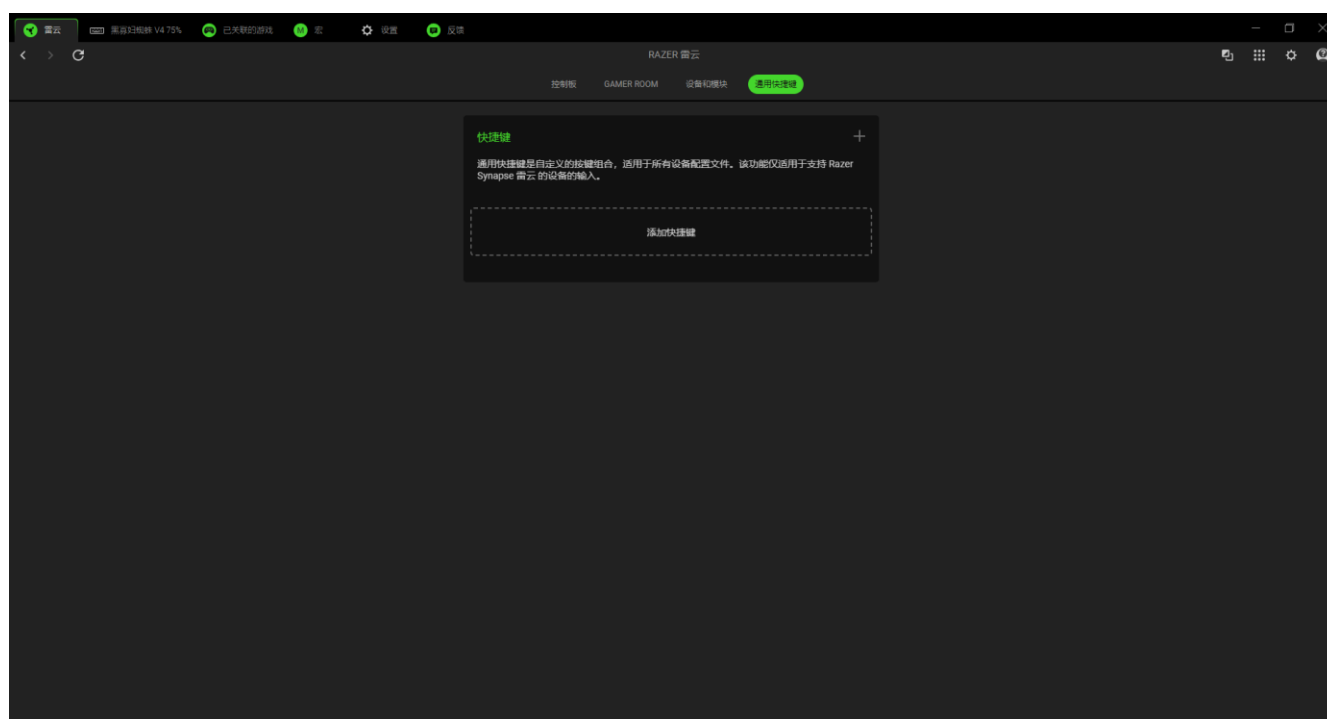 雷云 黑寡妇蜘蛛 V4 75% 已关联的游戏 M 宏 设置 反馈
RAZER 雷云
控制板 GAMER ROOM 设备和模块 通用快捷键
快捷键
通用快捷键是自定义的按键组合，适用于所有设备配置文件。该功能仅适用于支持 Razer
Synapse 雷云 的设备的输入。
添加快捷键